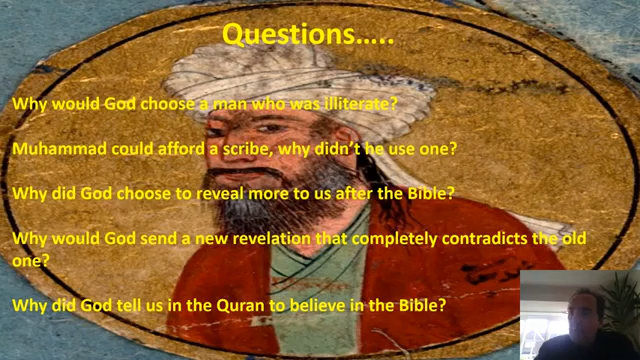 Questions…..
Why would God choose a man who was illiterate?
Muhammad could afford a scribe, why didn't he use one?
Why did God choose to reveal more to us after the Bible?
Why would God send a new revelation that completely contradicts the old
one?
Why did God tell us in the Quran to believe in the Bible?